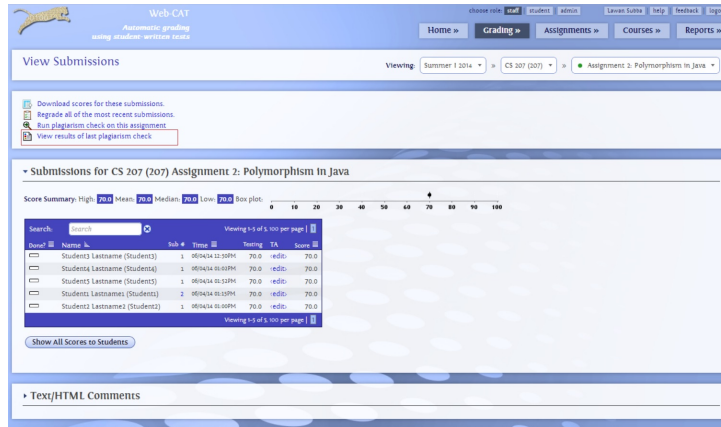 Web-CAT
Automatic grading
using student-written tests
choose role: staff student admin Lawan Subba help feedback logo
Home » Grading » Assignments » Courses » Reports »
View Submissions
Viewing: Summer I 2014 » CS 207 (207) » Assignment 2: Polymorphism in Java
Download scores for these submissions.
Regrade all of the most recent submissions.
Run plagiarism check on this assignment
View results of last plagiarism check
Submissions for CS 207 (207) Assignment 2: Polymorphism in Java
Score Summary: High: 70.0 Mean: 70.0 Median: 70.0 Low: 70.0 Box plot:
0 10 20 30 40 50 60 70 80 90 100
Search: Search Viewing 1-5 of 5, 100 per page | 1
Done? Name Sub # Time Testing TA Score
Student3 Lastname (Student3) 1 08/04/14 12:50PM 70.0 «edit» 70.0
Student4 Lastname (Student4) 1 08/04/14 01:02PM 70.0 «edit» 70.0
Student5 Lastname (Student5) 1 08/04/14 01:52PM 70.0 «edit» 70.0
Student1 Lastname1 (Student1) 2 08/04/14 01:15PM 70.0 «edit» 70.0
Student2 Lastname2 (Student2) 1 08/04/14 01:00PM 70.0 «edit» 70.0
Viewing 1-5 of 5, 100 per page | 1
Show All Scores to Students
Text/HTML Comments